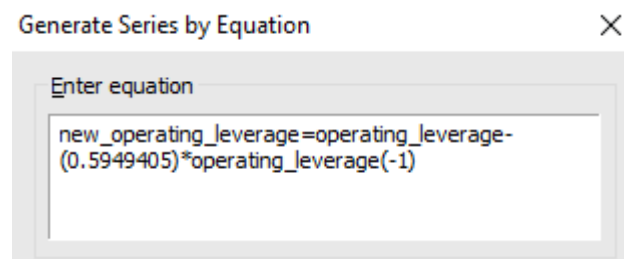 Generate Series by Equation
Enter equation
new_operating_leverage=operating_leverage-
(0.5949405)*operating_leverage(-1)